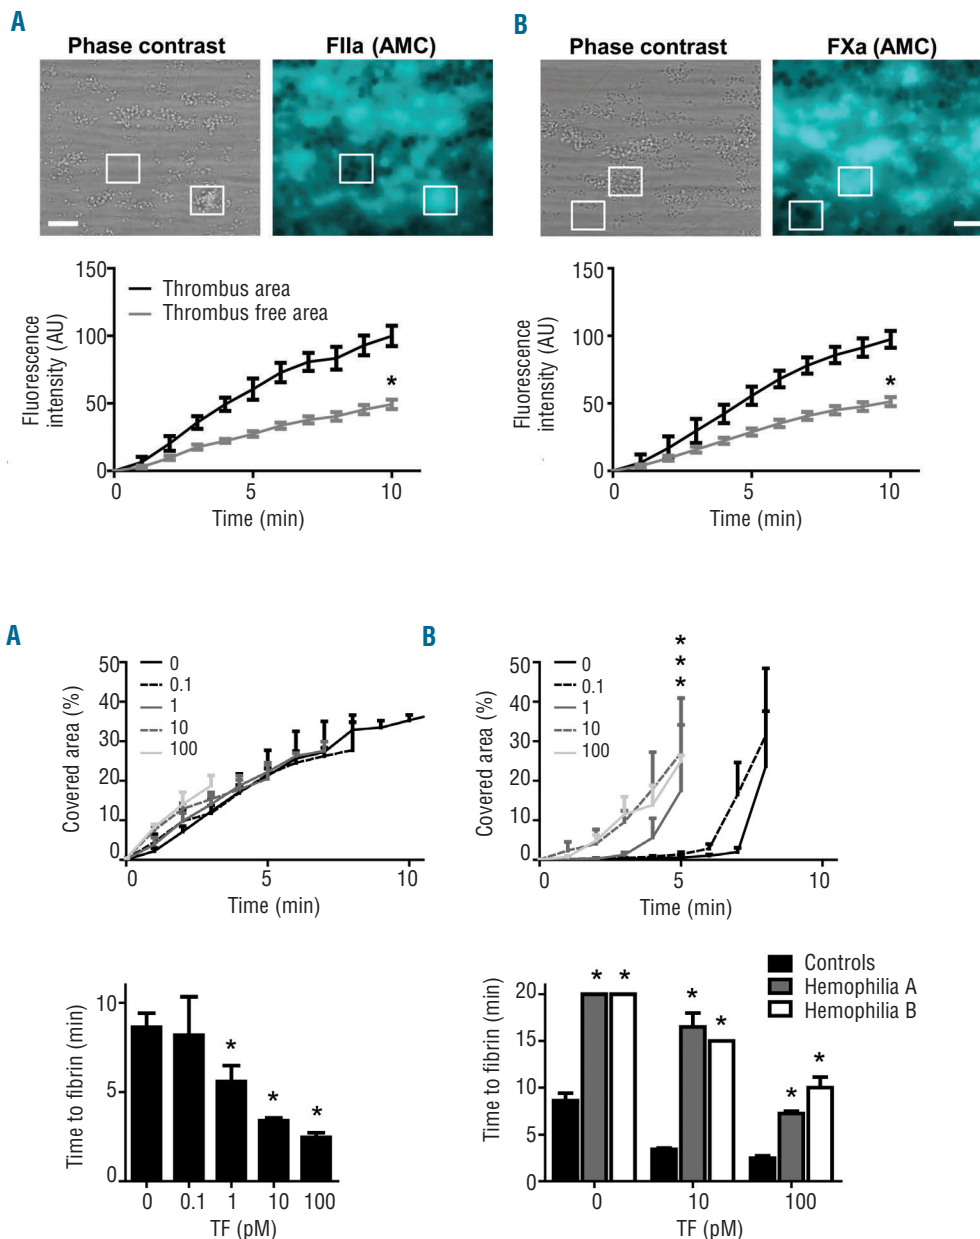 A
Phase contrast
FIIa (AMC)
B
Phase contrast
FXa (AMC)
150
100
50
0
Fluorescence
intensity (AU)
Thrombus area
Thrombus free area
*
0
5
10
Time (min)
150
100
50
0
Fluorescence
intensity (AU)
*
0
5
10
Time (min)
A
50
40
30
20
10
0
Covered area (%)
0
0.1
1
10
100
0
5
10
Time (min)
B
50
40
30
20
10
0
Covered area (%)
0
0.1
1
10
100
*
*
*
0
5
10
Time (min)
10
5
0
Time to fibrin (min)
*
*
*
0
0.1
1
10
100
TF (pM)
20
15
10
5
0
Time to fibrin (min)
Controls
Hemophilia A
Hemophilia B
* *
*
*
*
*
0
10
100
TF (pM)